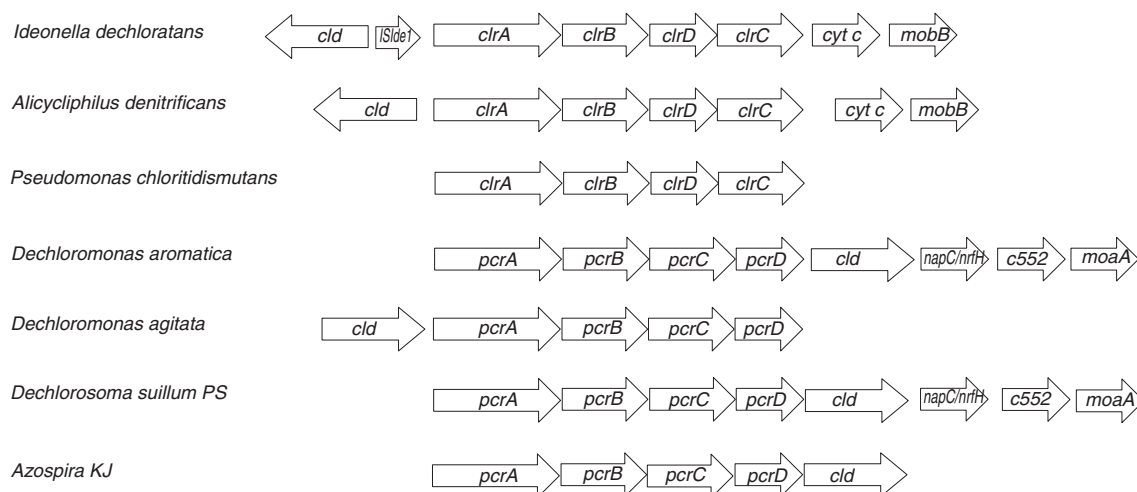 Ideonella dechloratans cld ISIde1 clrA clrB clrD clrC cyt c mobB
Alicycliphilus denitrificans cld clrA clrB clrD clrC cyt c mobB
Pseudomonas chloritidismutans clrA clrB clrD clrC
Dechloromonas aromatica pcrA pcrB pcrC pcrD cld napC/nrfH c552 moaA
Dechloromonas agitata cld pcrA pcrB pcrC pcrD
Dechlorosoma suillum PS pcrA pcrB pcrC pcrD cld napC/nrfH c552 moaA
Azospira KJ pcrA pcrB pcrC pcrD cld